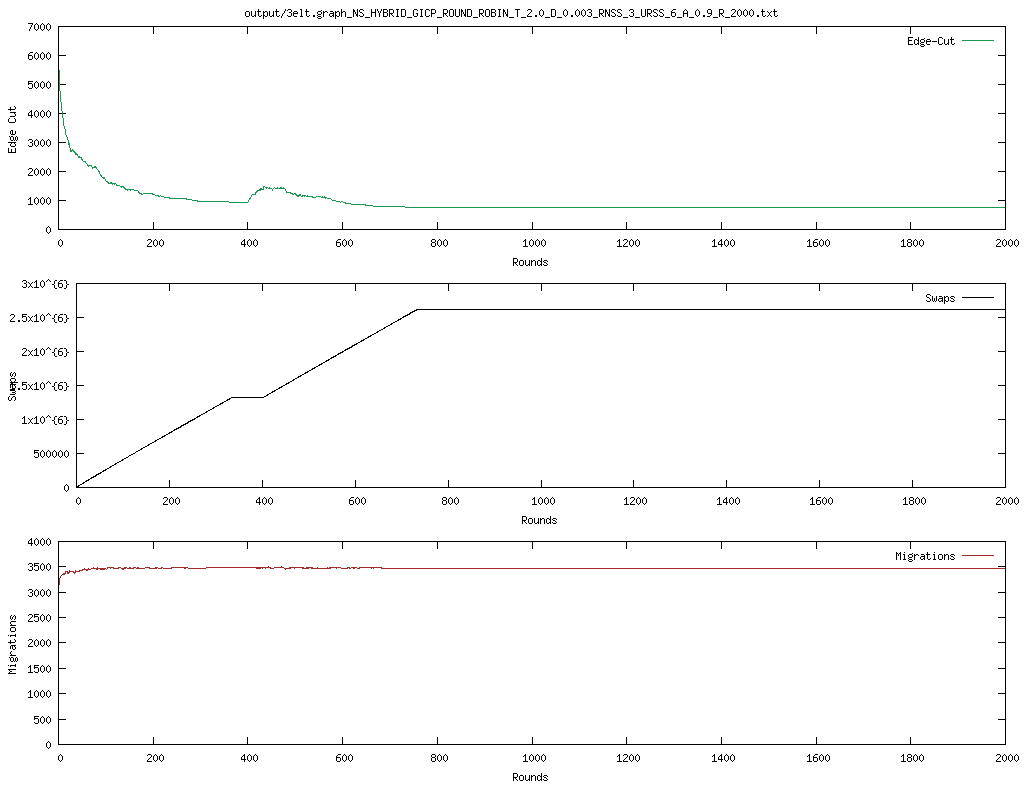 output/3elt.graph_NS_HYBRID_GICP_ROUND_ROBIN_T_2.0_D_0.003_RNSS_3_URSS_6_A_0.9_R_2000.txt
7000
Edge-Cut
6000
5000
4000
Edge Cut
3000
2000
1000
0
0 200 400 600 800 1000 1200 1400 1600 1800 2000
Rounds
3x10^{6}
Swaps
2.5x10^{6}
2x10^{6}
Swaps
.5x10^{6}
1x10^{6}
500000
0
0 200 400 600 800 1000 1200 1400 1600 1800 2000
Rounds
4000
Migrations
3500
3000
2500
2000
Migrations
1500
1000
500
0
0 200 400 600 800 1000 1200 1400 1600 1800 2000
Rounds